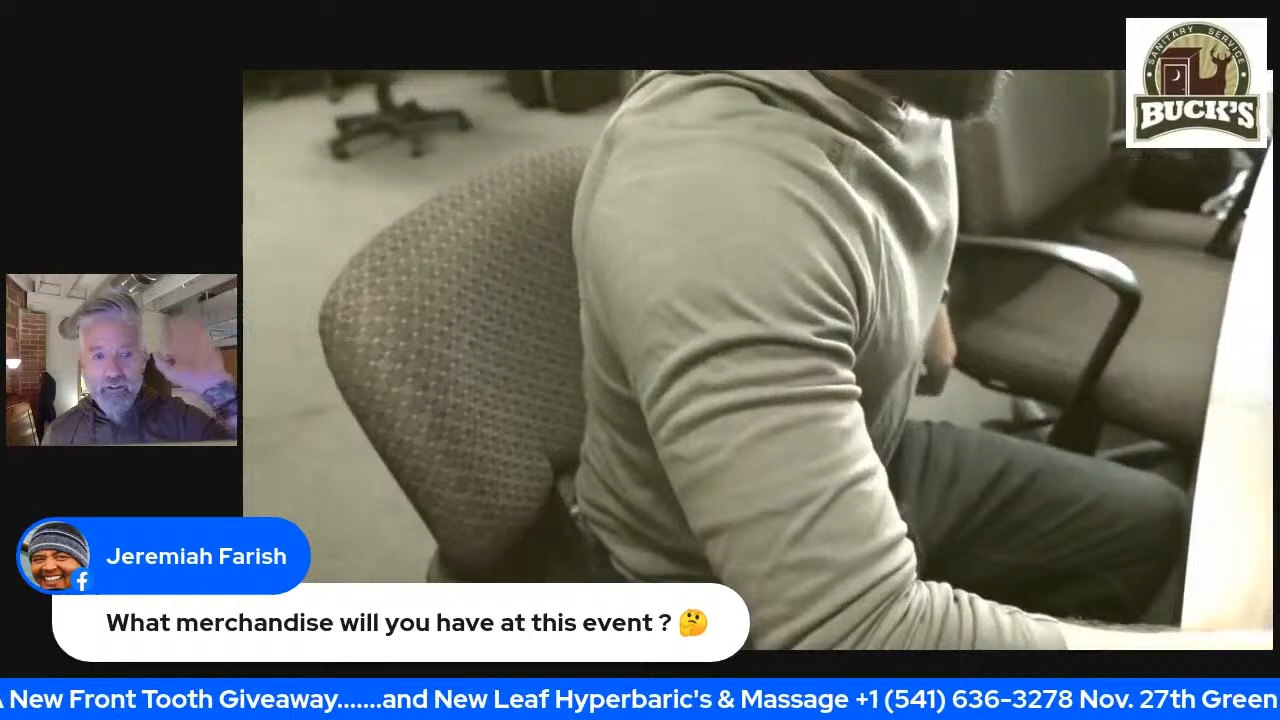 SANITARY SERVICE
BUCK'S
Jeremiah Farish
What merchandise will you have at this event ? 🤔
A New Front Tooth Giveaway.......and New Leaf Hyperbaric's & Massage +1 (541) 636-3278 Nov. 27th Green